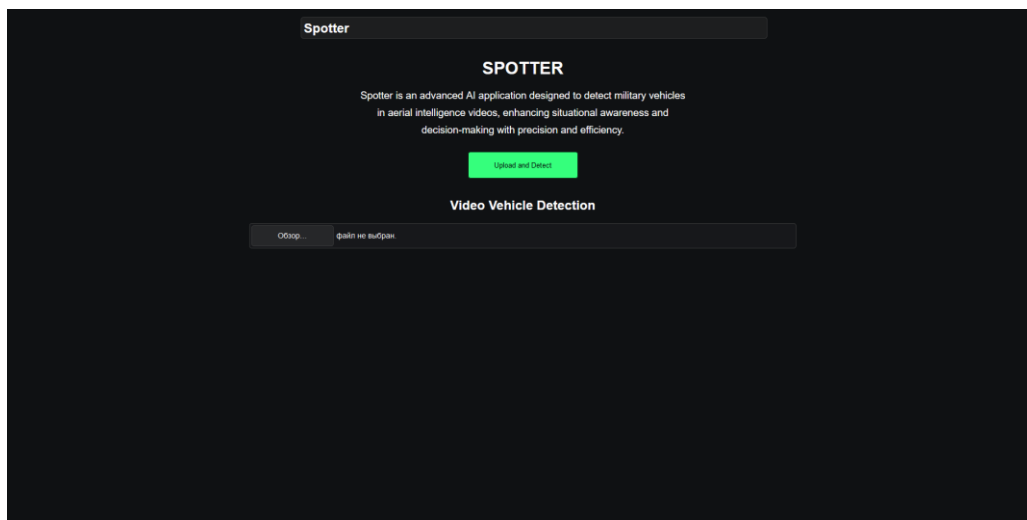 Spotter
SPOTTER
Spotter is an advanced AI application designed to detect military vehicles
in aerial intelligence videos, enhancing situational awareness and
decision-making with precision and efficiency.
Upload and Detect
Video Vehicle Detection
Обзор... файл не выбран.